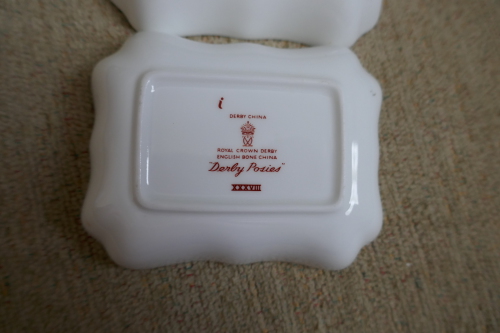 i
DERBY CHINA
ROYAL CROWN DERBY
ENGLISH BONE CHINA
"Derby Posies"
XXXVIII